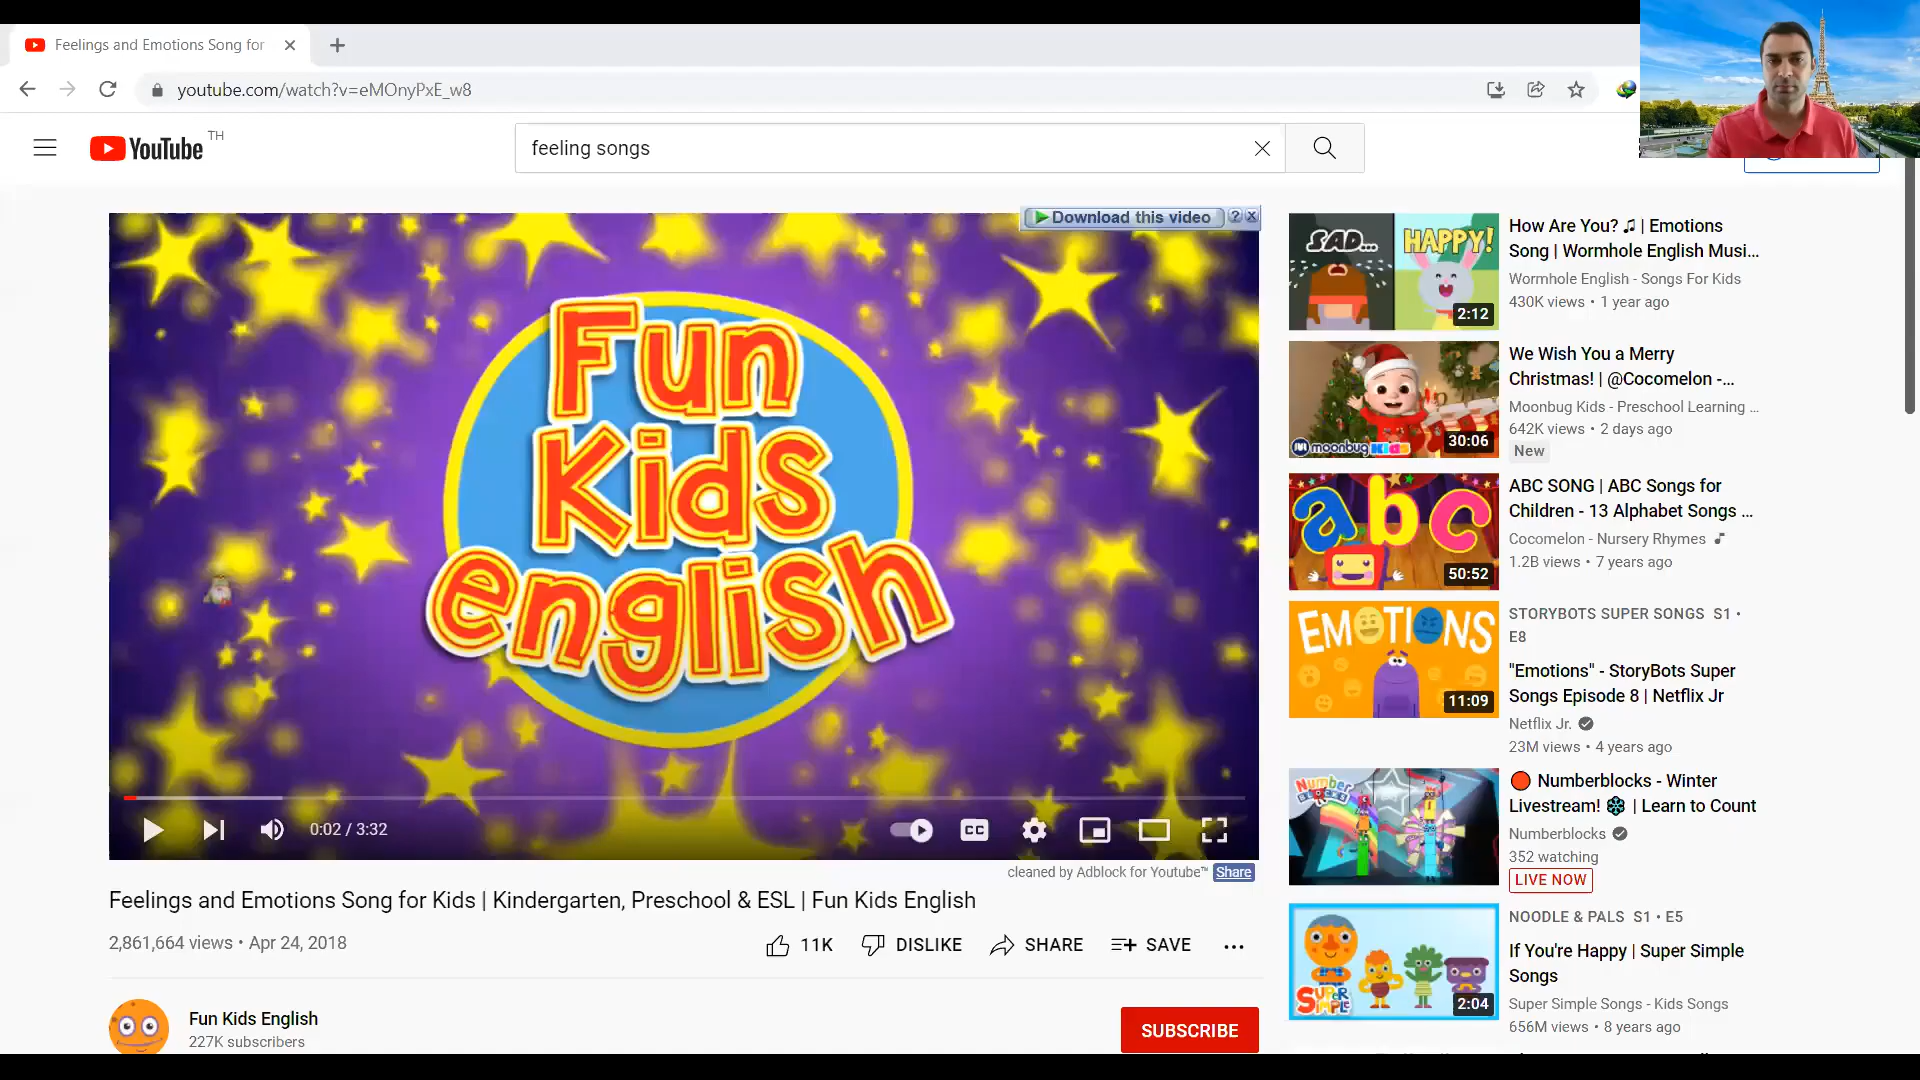 Feelings and Emotions Song for
youtube.com/watch?v=eMOnyPxE_w8
YouTube TH
feeling songs
Download this video ? X
Fun
Kids
english
0:02 / 3:32
CC
cleaned by Adblock for Youtube™ Share
Feelings and Emotions Song for Kids | Kindergarten, Preschool & ESL | Fun Kids English
2,861,664 views • Apr 24, 2018
11K DISLIKE SHARE SAVE ...
Fun Kids English
227K subscribers
SUBSCRIBE
SAD... HAPPY!
2:12
How Are You? ♫ | Emotions
Song | Wormhole English Musi...
Wormhole English - Songs For Kids
430K views • 1 year ago
moonbug Kids
30:06
We Wish You a Merry
Christmas! | @Cocomelon -...
Moonbug Kids - Preschool Learning ...
642K views • 2 days ago
New
abc
50:52
ABC SONG | ABC Songs for
Children - 13 Alphabet Songs ...
Cocomelon - Nursery Rhymes ♪
1.2B views • 7 years ago
EMOTIONS
11:09
STORYBOTS SUPER SONGS S1 •
E8
"Emotions" - StoryBots Super
Songs Episode 8 | Netflix Jr
Netflix Jr.
23M views • 4 years ago
Number
BLOCKS
🔴 Numberblocks - Winter
Livestream! ❄ | Learn to Count
Numberblocks
352 watching
LIVE NOW
SUPER
SIMPLE
2:04
NOODLE & PALS S1 • E5
If You're Happy | Super Simple
Songs
Super Simple Songs - Kids Songs
656M views • 8 years ago